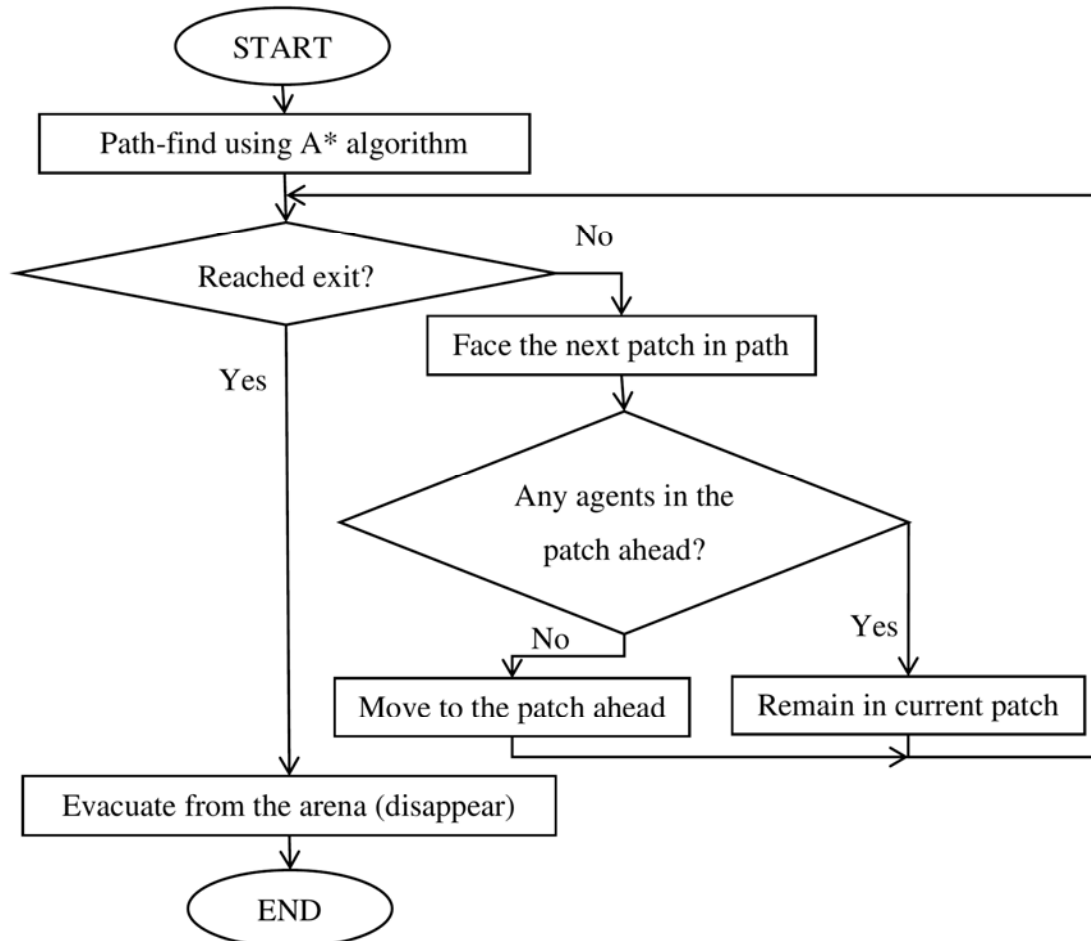 START
Path-find using A* algorithm
No
Reached exit?
Face the next patch in path
Yes
Any agents in the
patch ahead?
No
Yes
Move to the patch ahead
Remain in current patch
Evacuate from the arena (disappear)
END